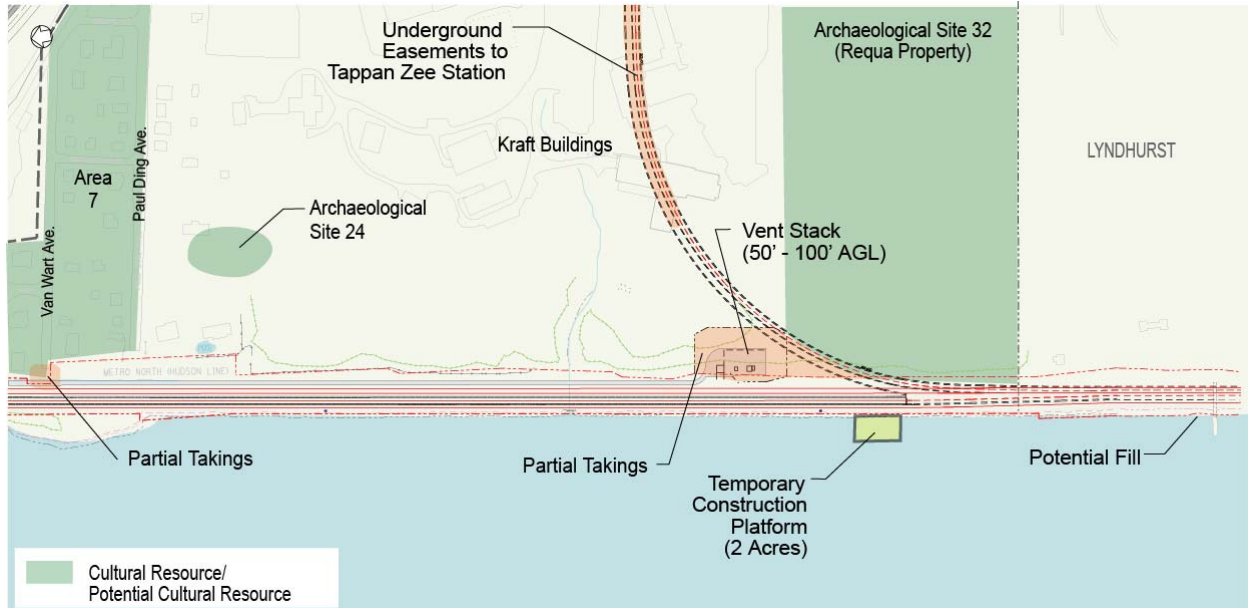 Underground
Easements to
Tappan Zee Station
Archaeological Site 32
(Requa Property)
Kraft Buildings
LYNDHURST
Area
7
Paul Ding Ave.
Van Wart Ave.
Archaeological
Site 24
Vent Stack
(50' - 100' AGL)
METRO NORTH (HUDSON LINE)
Partial Takings
Partial Takings
Potential Fill
Temporary
Construction
Platform
(2 Acres)
Cultural Resource/
Potential Cultural Resource